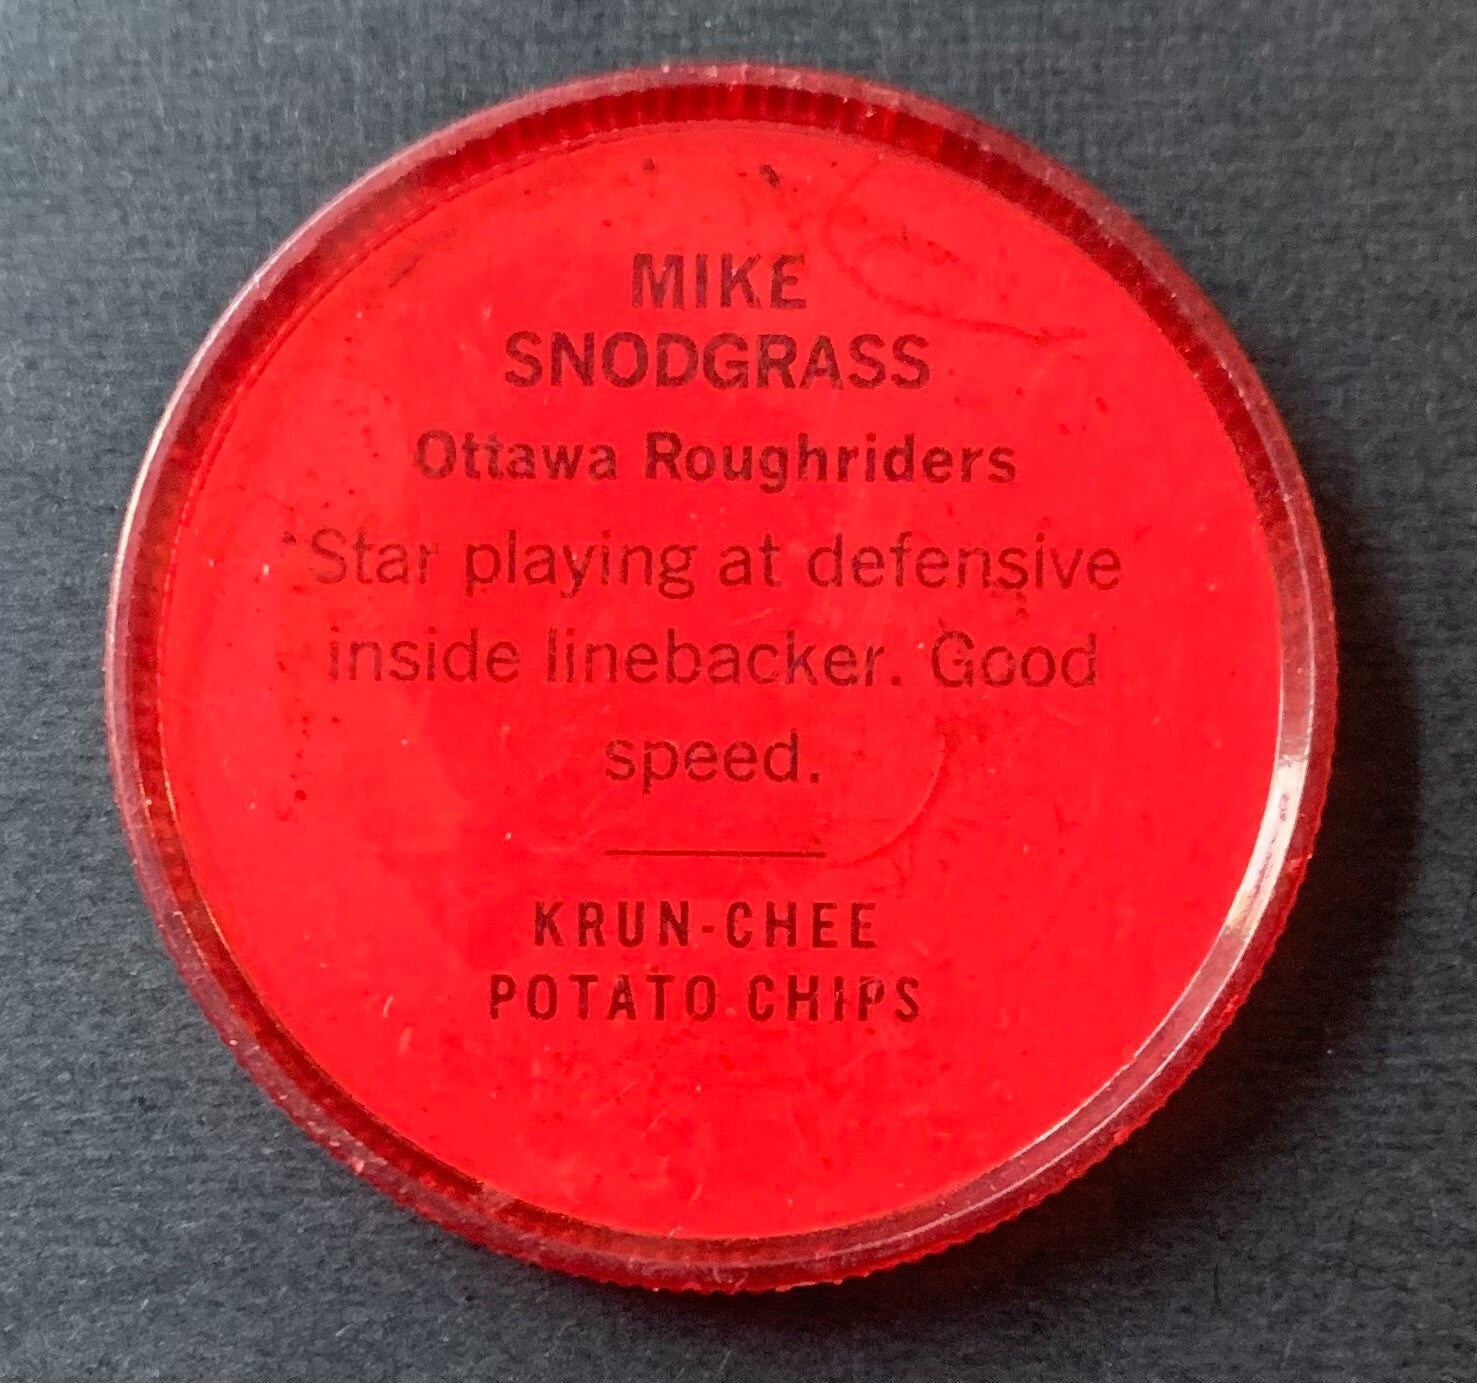 MIKE
SNODGRASS
Ottawa Roughriders
Star playing at defensive
inside linebacker. Good
speed.
KRUN-CHEE
POTATO CHIPS